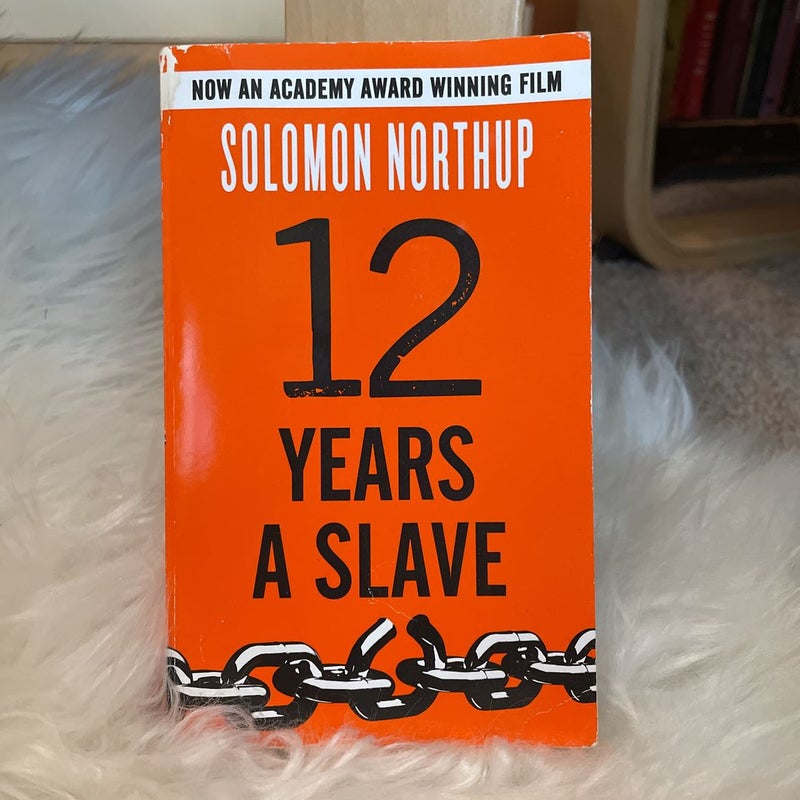 NOW AN ACADEMY AWARD WINNING FILM
SOLOMON NORTHUP
12
YEARS
A SLAVE